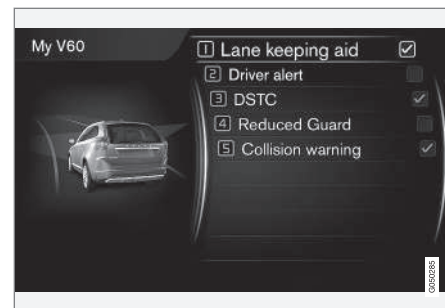 My V60
1 Lane keeping aid
2 Driver alert
3 DSTC
4 Reduced Guard
5 Collision warning
G050285